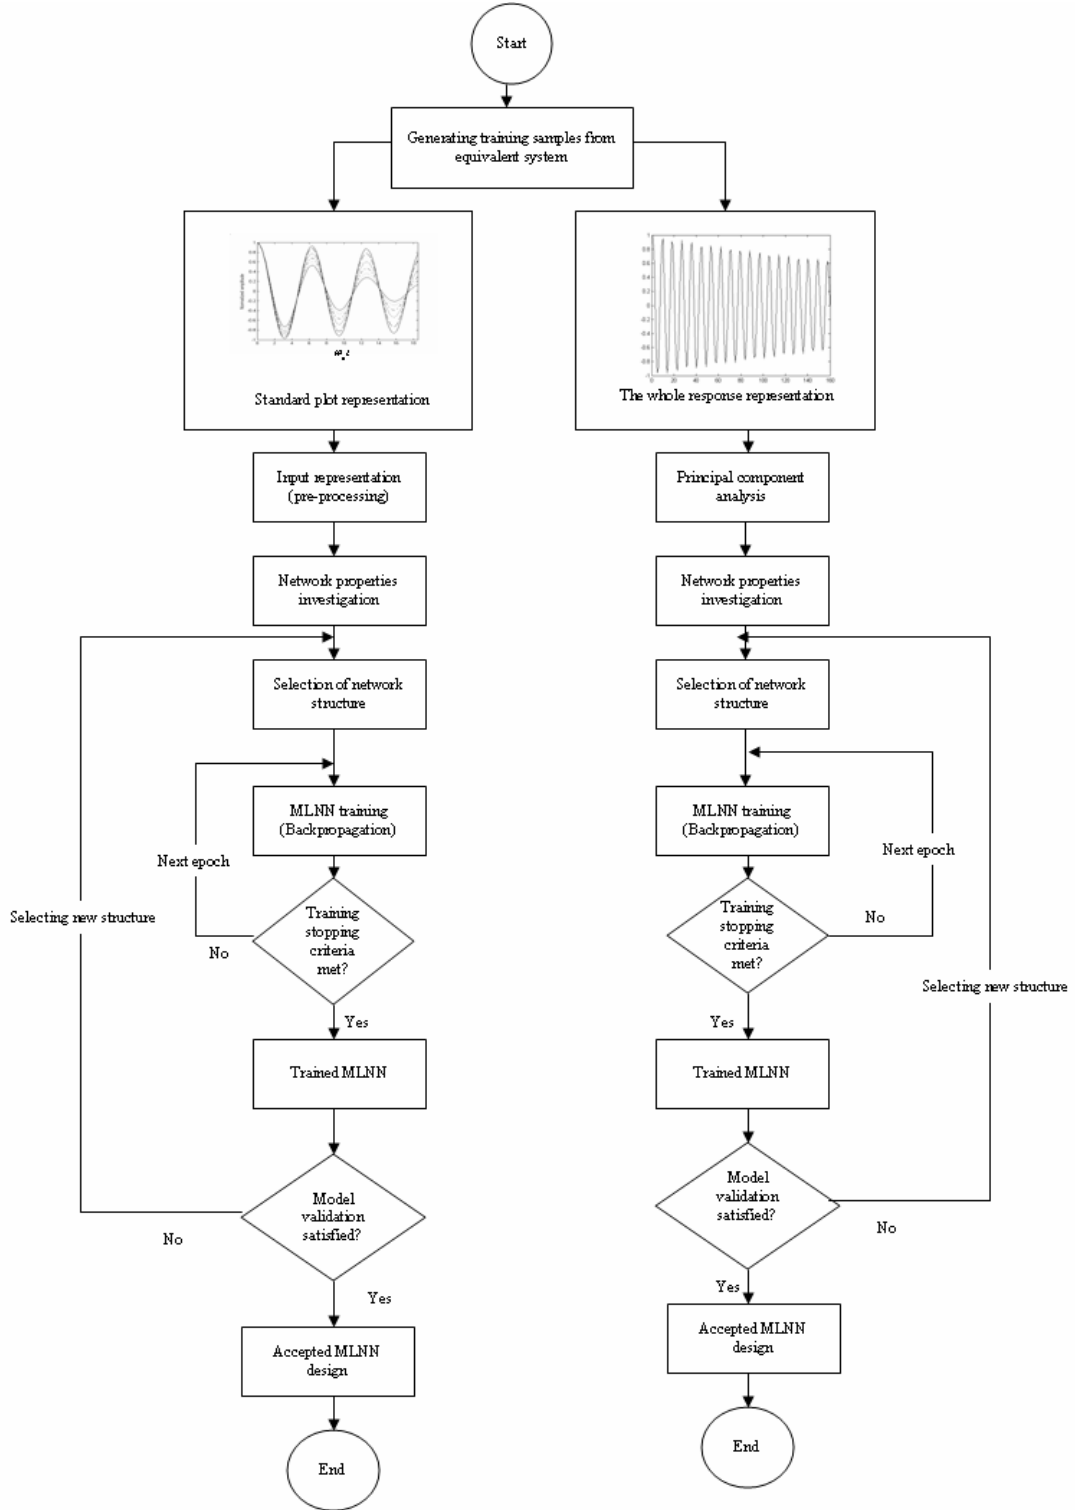 Start
Generating training samples from
equivalent system
Standard plot representation
The whole response representation
Input representation
(pre-processing)
Principal component
analysis
Network properties
investigation
Network properties
investigation
Selection of network
structure
Selection of network
structure
MLNN training
(Backpropagation)
MLNN training
(Backpropagation)
Next epoch
Next epoch
Selecting new structure
Training
stopping
criteria
met?
No
Training
stopping
criteria
met?
No
Selecting new structure
Yes
Yes
Trained MLNN
Trained MLNN
Model
validation
satisfied?
No
Model
validation
satisfied?
No
Yes
Yes
Accepted MLNN
design
Accepted MLNN
design
End
End